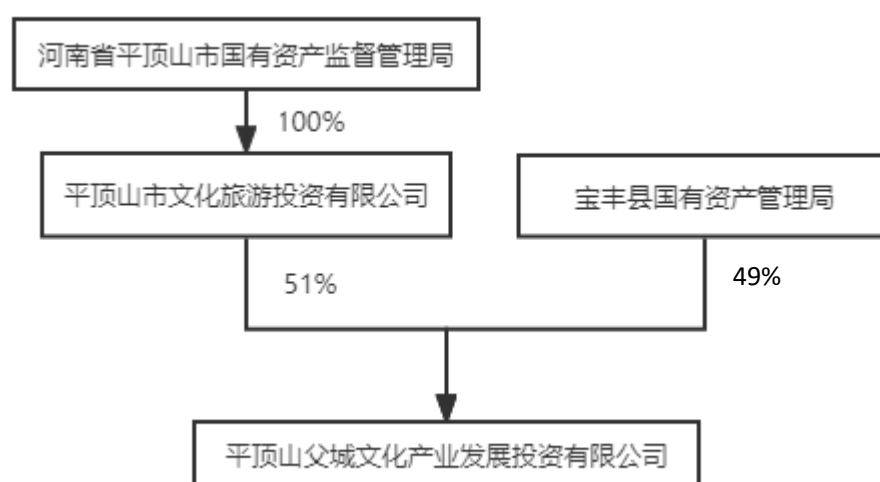 河南省平顶山市国有资产监督管理局
100%
平顶山市文化旅游投资有限公司
宝丰县国有资产管理局
51%
49%
平顶山父城文化产业发展投资有限公司